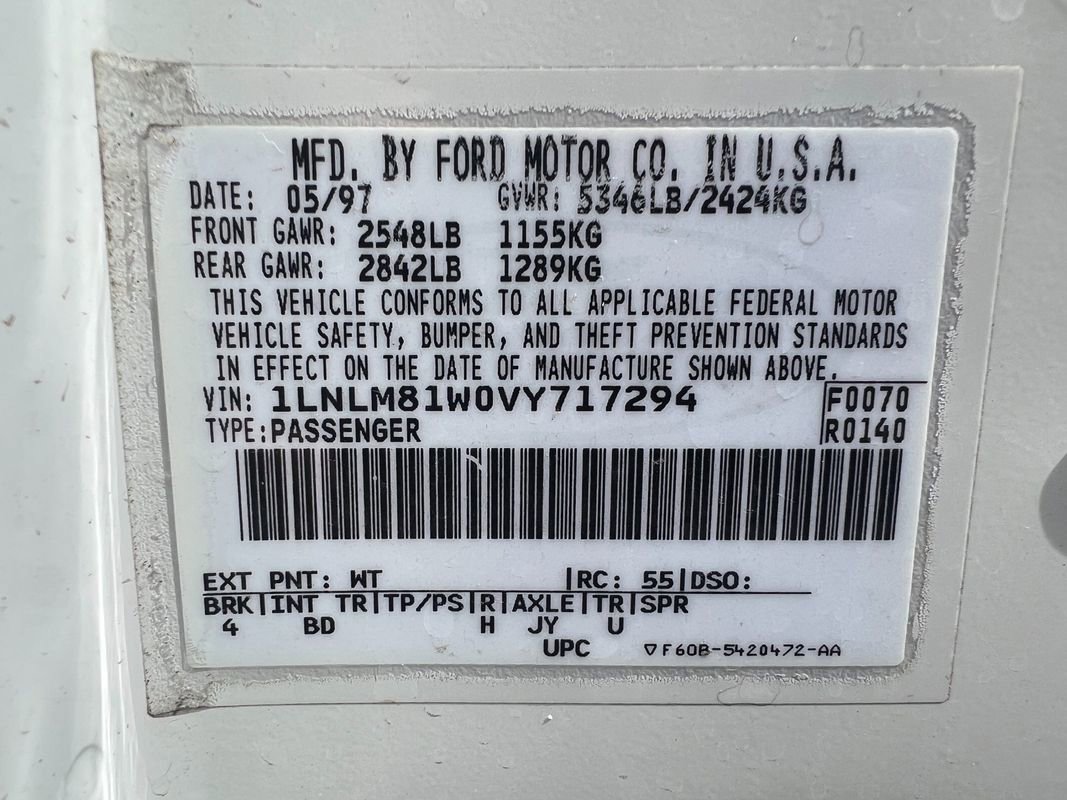 MFD. BY FORD MOTOR CO. IN U.S.A.
DATE: 05/97 GVWR: 5346LB/2424KG
FRONT GAWR: 2548LB 1155KG
REAR GAWR: 2842LB 1289KG
THIS VEHICLE CONFORMS TO ALL APPLICABLE FEDERAL MOTOR
VEHICLE SAFETY, BUMPER, AND THEFT PREVENTION STANDARDS
IN EFFECT ON THE DATE OF MANUFACTURE SHOWN ABOVE.
VIN: 1LNLM81W0VY717294 F0070
TYPE: PASSENGER R0140
EXT PNT: WT |RC: 55|DSO:
BRK|INT TR|TP/PS|R|AXLE|TR|SPR
4 BD H JY U
UPC ▽F60B-5420472-AA